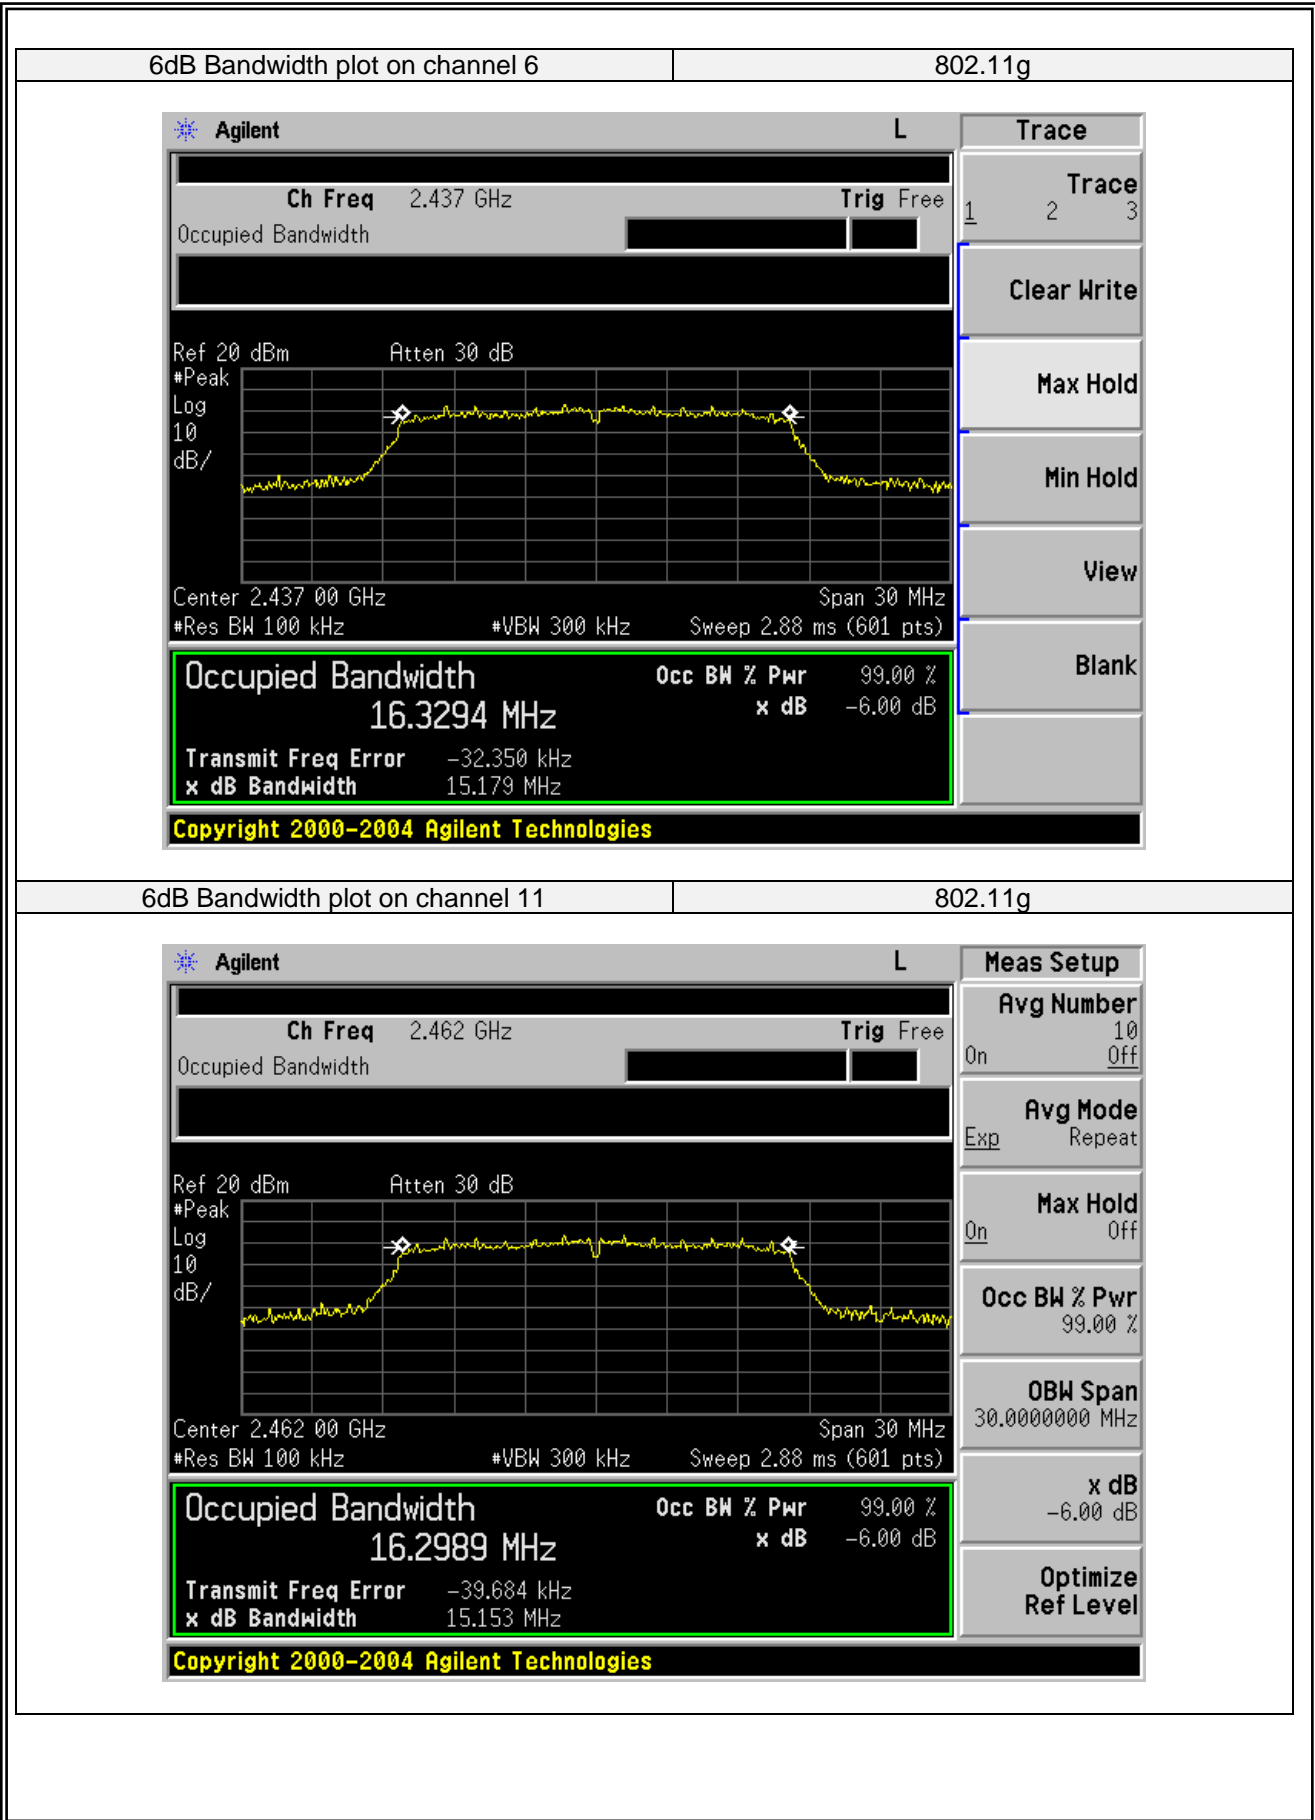 6dB Bandwidth plot on channel 6 802.11g
Agilent L Trace
Ch Freq 2.437 GHz Trig Free
Occupied Bandwidth
Trace
1 2 3
Clear Write
Max Hold
Min Hold
View
Blank
Ref 20 dBm Atten 30 dB
#Peak
Log
10
dB/
Center 2.437 00 GHz Span 30 MHz
#Res BW 100 kHz #VBW 300 kHz Sweep 2.88 ms (601 pts)
Occupied Bandwidth Occ BW % Pwr 99.00 %
16.3294 MHz x dB -6.00 dB
Transmit Freq Error -32.350 kHz
x dB Bandwidth 15.179 MHz
Copyright 2000-2004 Agilent Technologies
6dB Bandwidth plot on channel 11 802.11g
Agilent L Meas Setup
Ch Freq 2.462 GHz Trig Free
Occupied Bandwidth
Avg Number
10
On Off
Avg Mode
Exp Repeat
Max Hold
On Off
Occ BW % Pwr
99.00 %
OBW Span
30.0000000 MHz
x dB
-6.00 dB
Optimize
Ref Level
Ref 20 dBm Atten 30 dB
#Peak
Log
10
dB/
Center 2.462 00 GHz Span 30 MHz
#Res BW 100 kHz #VBW 300 kHz Sweep 2.88 ms (601 pts)
Occupied Bandwidth Occ BW % Pwr 99.00 %
16.2989 MHz x dB -6.00 dB
Transmit Freq Error -39.684 kHz
x dB Bandwidth 15.153 MHz
Copyright 2000-2004 Agilent Technologies